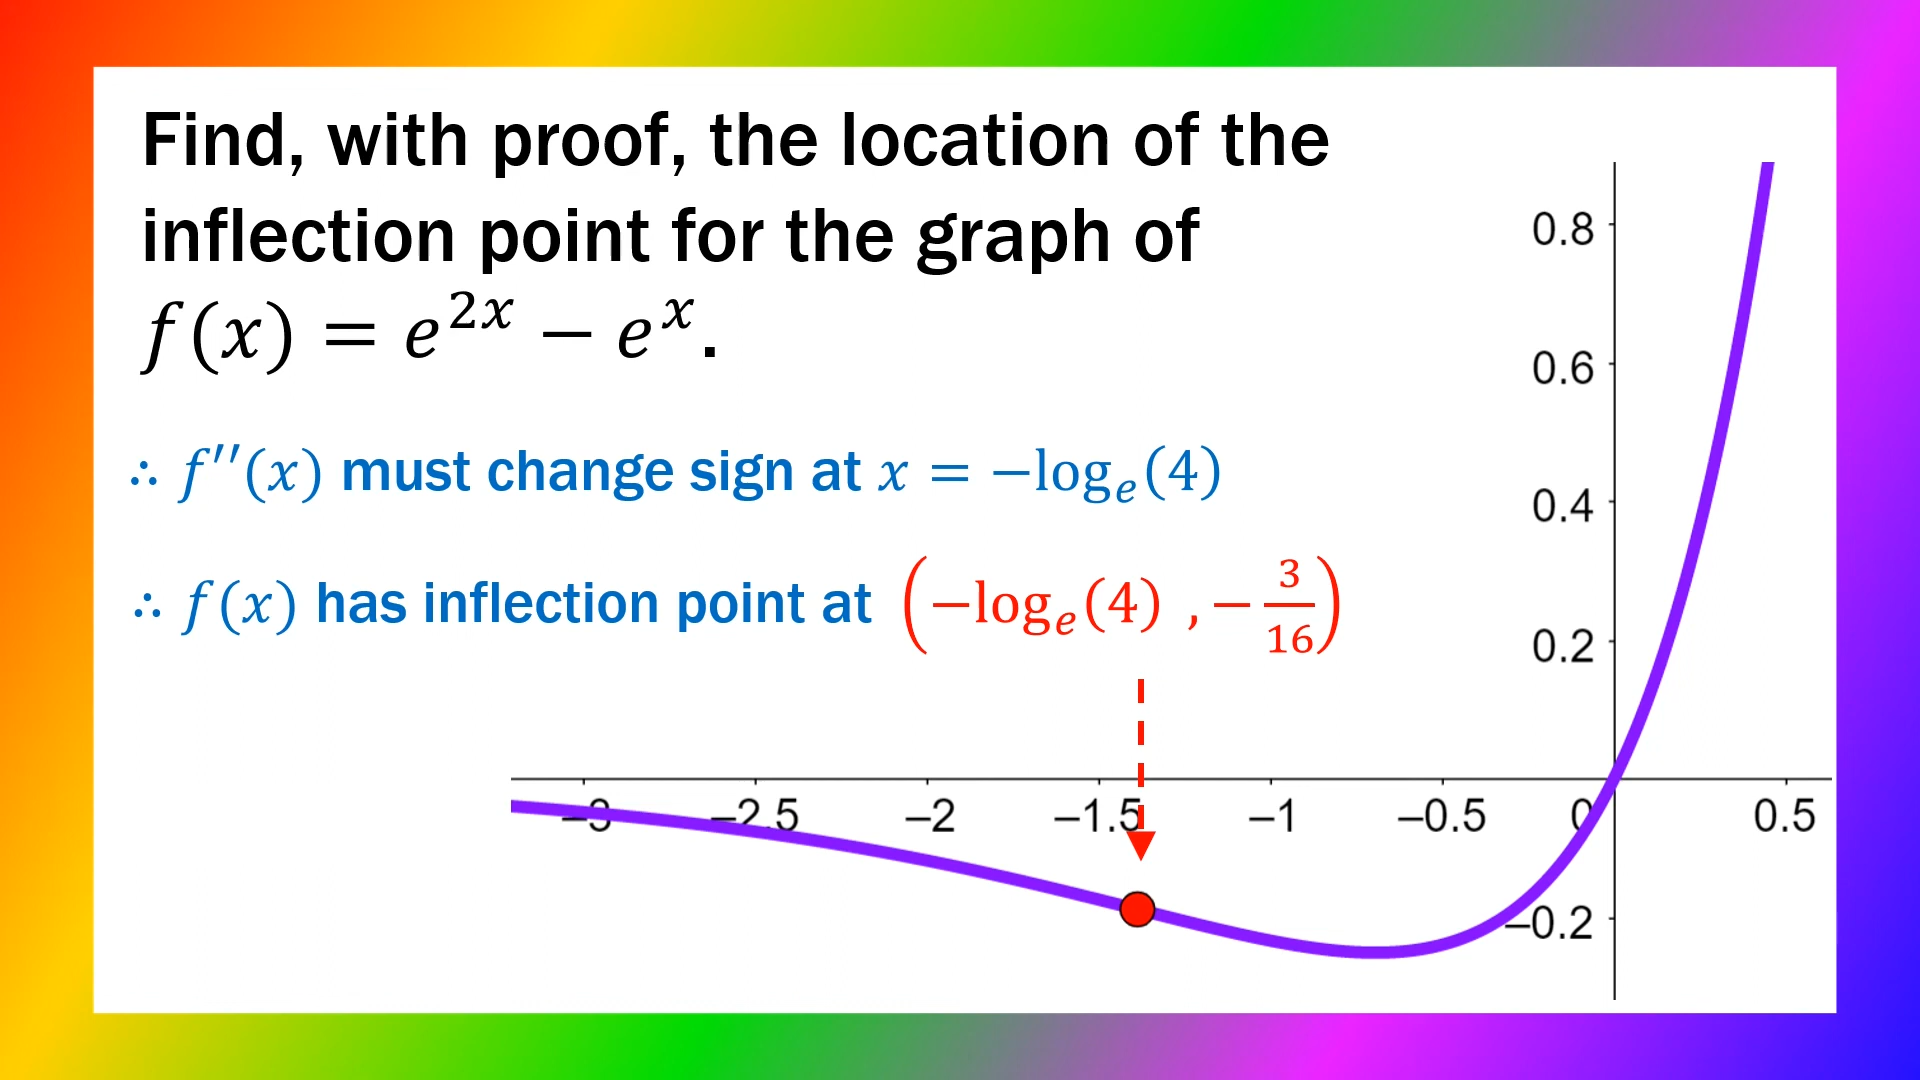 Find, with proof, the location of the
inflection point for the graph of
f(x) = e^{2x} − e^x.
∴ f′′(x) must change sign at x = −log_e(4)
∴ f(x) has inflection point at (−log_e(4) , −3/16)
0.8
0.6
0.4
0.2
–3 –2.5 –2 –1.5 –1 –0.5 0 0.5
–0.2